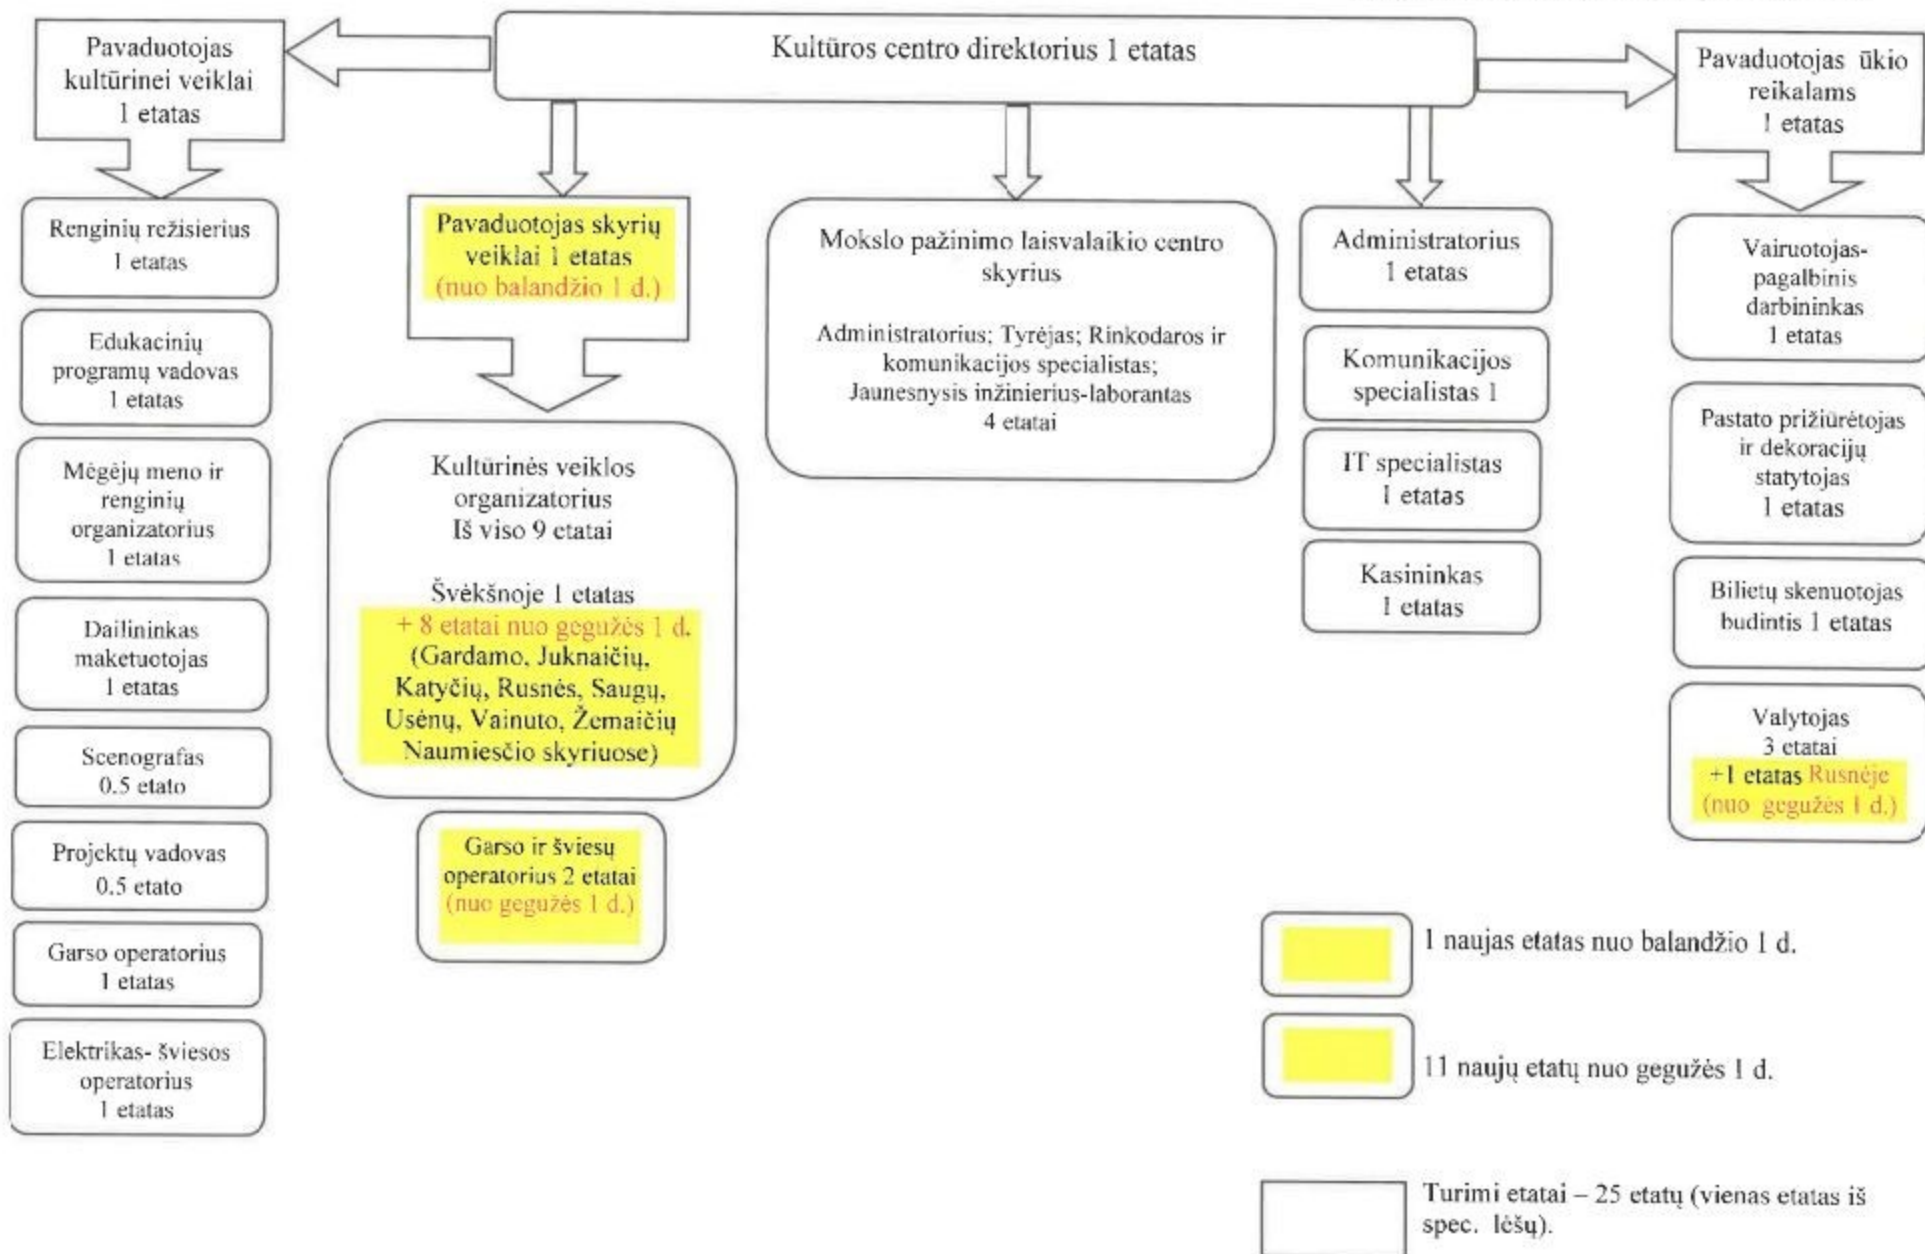 Kultūros centro direktorius 1 etatas
Pavaduotojas
kultūrinei veiklai
1 etatas
Renginių režisierius
1 etatas
Edukacinių
programų vadovas
1 etatas
Mėgėjų meno ir
renginių
organizatorius
1 etatas
Dailininkas
maketuotojas
1 etatas
Scenografas
0.5 etato
Projektų vadovas
0.5 etato
Garso operatorius
1 etatas
Elektrikas- šviesos
operatorius
1 etatas
Pavaduotojas skyrių
veiklai 1 etatas
(nuo balandžio 1 d.)
Kultūrinės veiklos
organizatorius
Iš viso 9 etatai
Švėkšnoje 1 etatas
+ 8 etatai nuo gegužės 1 d.
(Gardamo, Juknaičių,
Katyčių, Rusnės, Saugų,
Usėnų, Vainuto, Žemaičių
Naumiesčio skyriuose)
Garso ir šviesų
operatorius 2 etatai
(nuo gegužės 1 d.)
Mokslo pažinimo laisvalaikio centro
skyrius
Administratorius; Tyrėjas; Rinkodaros ir
komunikacijos specialistas;
Jaunesnysis inžinierius-laborantas
4 etatai
Administratorius
1 etatas
Komunikacijos
specialistas 1
IT specialistas
1 etatas
Kasininkas
1 etatas
Pavaduotojas ūkio
reikalams
1 etatas
Vairuotojas-
pagalbinis
darbininkas
1 etatas
Pastato prižiūrėtojas
ir dekoracijų
statytojas
1 etatas
Bilietų skenuotojas
budintis 1 etatas
Valytojas
3 etatai
+1 etatas Rusnėje
(nuo gegužės 1 d.)
1 naujas etatas nuo balandžio 1 d.
11 naujų etatų nuo gegužės 1 d.
Turimi etatai – 25 etatų (vienas etatas iš
spec. lėšų).